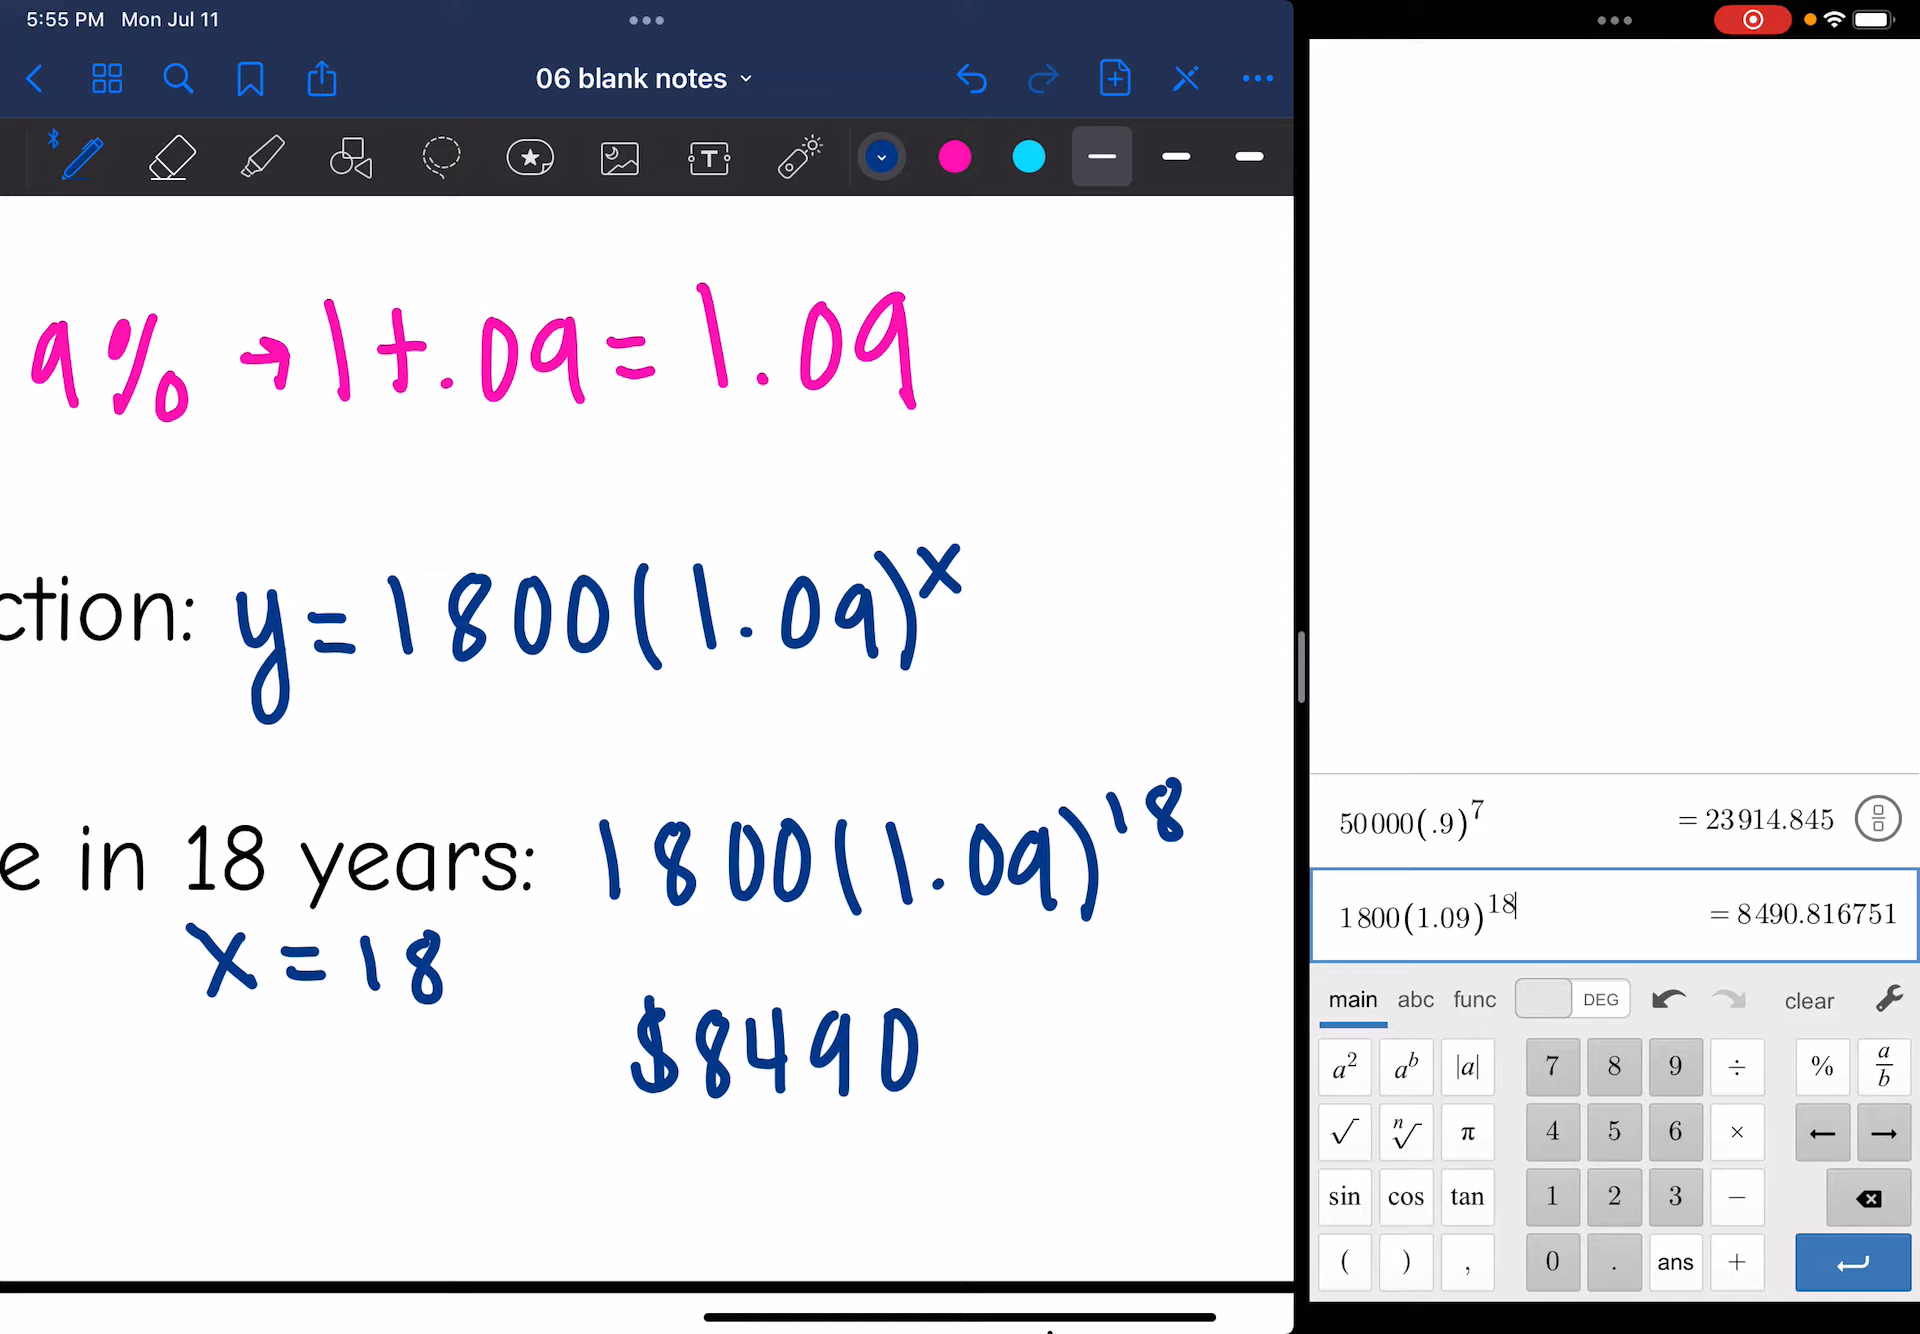 5:55 PM Mon Jul 11
06 blank notes
T
9% → 1+.09=1.09
ction: y=1800(1.09)^x
e in 18 years: 1800(1.09)^18
x=18
$8490
50000(.9)^7 =23914.845
1800(1.09)^18 =8490.816751
main abc func DEG clear
a^2 a^b |a| 7 8 9 ÷ % a/b
√ n√ π 4 5 6 × ← →
sin cos tan 1 2 3 −
( ) , 0 . ans +